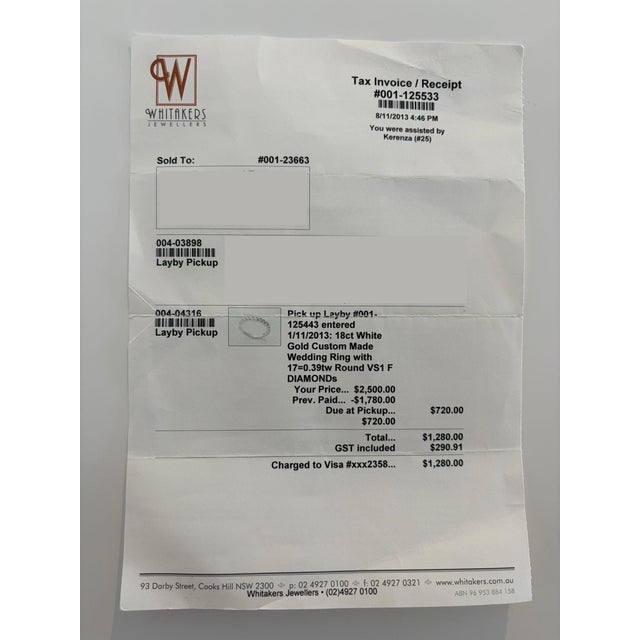 W
WHITAKERS
JEWELLERS
Tax Invoice / Receipt
#001-125533
8/11/2013 4:46 PM
You were assisted by
Kerenza (#25)
Sold To: #001-23663
004-03898
Layby Pickup
004-04316
Layby Pickup
Pick up Layby #001-
125443 entered
1/11/2013: 18ct White
Gold Custom Made
Wedding Ring with
17=0.39tw Round VS1 F
DIAMONDs
Your Price... $2,500.00
Prev. Paid... -$1,780.00
Due at Pickup... $720.00
$720.00
Total... $1,280.00
GST included $290.91
Charged to Visa #xxx2358... $1,280.00
93 Darby Street, Cooks Hill NSW 2300 p: 02 4927 0100 f: 02 4927 0321 www.whitakers.com.au
Whitakers Jewellers • (02)4927 0100
ABN 96 953 884 158